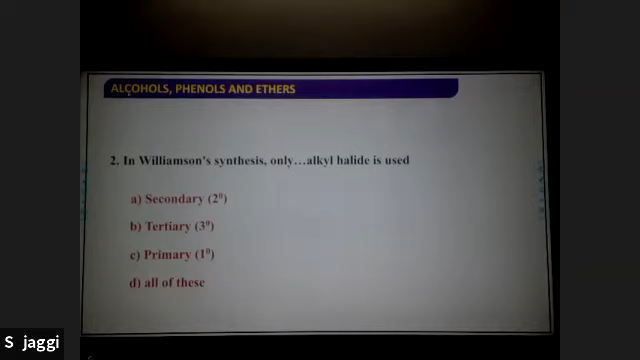 ALCOHOLS, PHENOLS AND ETHERS
2. In Williamson's synthesis, only...alkyl halide is used
a) Secondary (2⁰)
b) Tertiary (3⁰)
c) Primary (1⁰)
d) all of these
S jaggi